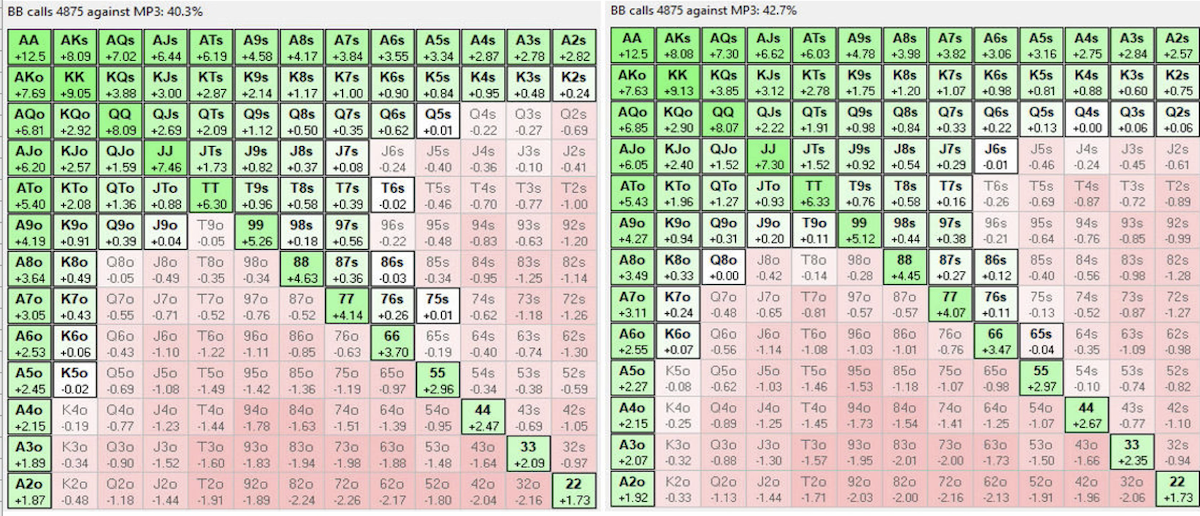 BB calls 4875 against MP3: 40.3%
AA AKs AQs AJs ATs A9s A8s A7s A6s A5s A4s A3s A2s
+12.5 +8.09 +7.02 +6.44 +6.19 +4.58 +4.17 +3.84 +3.55 +3.34 +2.87 +2.78 +2.82
AKo KK KQs KJs KTs K9s K8s K7s K6s K5s K4s K3s K2s
+7.69 +9.05 +3.88 +3.00 +2.87 +2.14 +1.17 +1.00 +0.90 +0.84 +0.95 +0.48 +0.24
AQo KQo QQ QJs QTs Q9s Q8s Q7s Q6s Q5s Q4s Q3s Q2s
+6.81 +2.92 +8.09 +2.69 +2.09 +1.12 +0.50 +0.35 +0.62 +0.01 -0.22 -0.27 -0.69
AJo KJo QJo JJ JTs J9s J8s J7s J6s J5s J4s J3s J2s
+6.20 +2.57 +1.59 +7.46 +1.73 +0.82 +0.37 +0.08 -0.24 -0.40 -0.36 -0.10 -0.41
ATo KTo QTo JTo TT T9s T8s T7s T6s T5s T4s T3s T2s
+5.40 +2.08 +1.36 +0.88 +6.30 +0.96 +0.58 +0.39 -0.02 -0.46 -0.70 -0.77 -1.00
A9o K9o Q9o J9o T9o 99 98s 97s 96s 95s 94s 93s 92s
+4.19 +0.91 +0.39 +0.04 -0.05 +5.26 +0.18 +0.56 -0.22 -0.48 -0.83 -0.63 -1.20
A8o K8o Q8o J8o T8o 98o 88 87s 86s 85s 84s 83s 82s
+3.64 +0.49 -0.05 -0.49 -0.35 -0.34 +4.63 +0.36 -0.03 -0.34 -0.95 -1.25 -1.14
A7o K7o Q7o J7o T7o 97o 87o 77 76s 75s 74s 73s 72s
+3.05 +0.43 -0.55 -0.71 -0.52 -0.76 -0.52 +4.14 +0.26 +0.01 -0.62 -1.18 -1.26
A6o K6o Q6o J6o T6o 96o 86o 76o 66 65s 64s 63s 62s
+2.53 +0.06 -0.43 -1.10 -1.22 -1.11 -0.85 -0.63 +3.70 -0.19 -0.40 -0.74 -1.30
A5o K5o Q5o J5o T5o 95o 85o 75o 65o 55 54s 53s 52s
+2.45 -0.02 -0.69 -1.08 -1.49 -1.42 -1.36 -1.19 -0.97 +2.96 -0.34 -0.38 -0.59
A4o K4o Q4o J4o T4o 94o 84o 74o 64o 54o 44 43s 42s
+2.15 -0.19 -0.77 -1.23 -1.44 -1.78 -1.63 -1.51 -1.39 -0.95 +2.47 -0.69 -1.05
A3o K3o Q3o J3o T3o 93o 83o 73o 63o 53o 43o 33 32s
+1.89 -0.34 -0.90 -1.52 -1.60 -1.83 -1.94 -1.98 -1.88 -1.48 -1.64 +2.09 -0.97
A2o K2o Q2o J2o T2o 92o 82o 72o 62o 52o 42o 32o 22
+1.87 -0.48 -1.18 -1.44 -1.91 -1.89 -2.24 -2.26 -2.17 -1.80 -2.04 -2.16 +1.73
BB calls 4875 against MP3: 42.7%
AA AKs AQs AJs ATs A9s A8s A7s A6s A5s A4s A3s A2s
+12.5 +8.08 +7.30 +6.62 +6.03 +4.78 +3.98 +3.82 +3.06 +3.16 +2.75 +2.84 +2.57
AKo KK KQs KJs KTs K9s K8s K7s K6s K5s K4s K3s K2s
+7.63 +9.13 +3.85 +3.12 +2.78 +1.75 +1.20 +1.07 +0.98 +0.81 +0.88 +0.60 +0.75
AQo KQo QQ QJs QTs Q9s Q8s Q7s Q6s Q5s Q4s Q3s Q2s
+6.85 +2.90 +8.07 +2.22 +1.91 +0.98 +0.84 +0.33 +0.22 +0.13 +0.00 +0.06 +0.06
AJo KJo QJo JJ JTs J9s J8s J7s J6s J5s J4s J3s J2s
+6.05 +2.40 +1.52 +7.30 +1.52 +0.92 +0.54 +0.29 -0.01 -0.46 -0.24 -0.45 -0.61
ATo KTo QTo JTo TT T9s T8s T7s T6s T5s T4s T3s T2s
+5.43 +1.96 +1.27 +0.93 +6.33 +0.76 +0.58 +0.16 -0.26 -0.69 -0.87 -0.72 -0.89
A9o K9o Q9o J9o T9o 99 98s 97s 96s 95s 94s 93s 92s
+4.27 +0.94 +0.31 +0.20 +0.11 +5.12 +0.44 +0.38 -0.21 -0.64 -0.76 -0.85 -0.99
A8o K8o Q8o J8o T8o 98o 88 87s 86s 85s 84s 83s 82s
+3.49 +0.33 +0.00 -0.42 -0.14 -0.28 +4.45 +0.27 +0.12 -0.40 -0.56 -0.98 -1.28
A7o K7o Q7o J7o T7o 97o 87o 77 76s 75s 74s 73s 72s
+3.11 +0.24 -0.48 -0.65 -0.81 -0.57 -0.57 +4.07 +0.11 -0.13 -0.52 -0.87 -1.27
A6o K6o Q6o J6o T6o 96o 86o 76o 66 65s 64s 63s 62s
+2.55 +0.07 -0.56 -1.14 -1.08 -1.03 -1.01 -0.76 +3.47 -0.04 -0.35 -1.09 -0.98
A5o K5o Q5o J5o T5o 95o 85o 75o 65o 55 54s 53s 52s
+2.27 -0.08 -0.62 -1.03 -1.46 -1.53 -1.18 -1.07 -0.98 +2.97 -0.10 -0.74 -0.82
A4o K4o Q4o J4o T4o 94o 84o 74o 64o 54o 44 43s 42s
+2.15 -0.25 -0.89 -1.25 -1.45 -1.73 -1.54 -1.41 -1.25 -1.07 +2.67 -0.77 -1.10
A3o K3o Q3o J3o T3o 93o 83o 73o 63o 53o 43o 33 32s
+2.07 -0.32 -0.88 -1.30 -1.57 -1.95 -2.01 -2.00 -1.73 -1.50 -1.66 +2.35 -0.94
A2o K2o Q2o J2o T2o 92o 82o 72o 62o 52o 42o 32o 22
+1.92 -0.33 -1.13 -1.44 -1.71 -2.03 -2.00 -2.16 -2.13 -1.91 -1.96 -2.06 +1.73